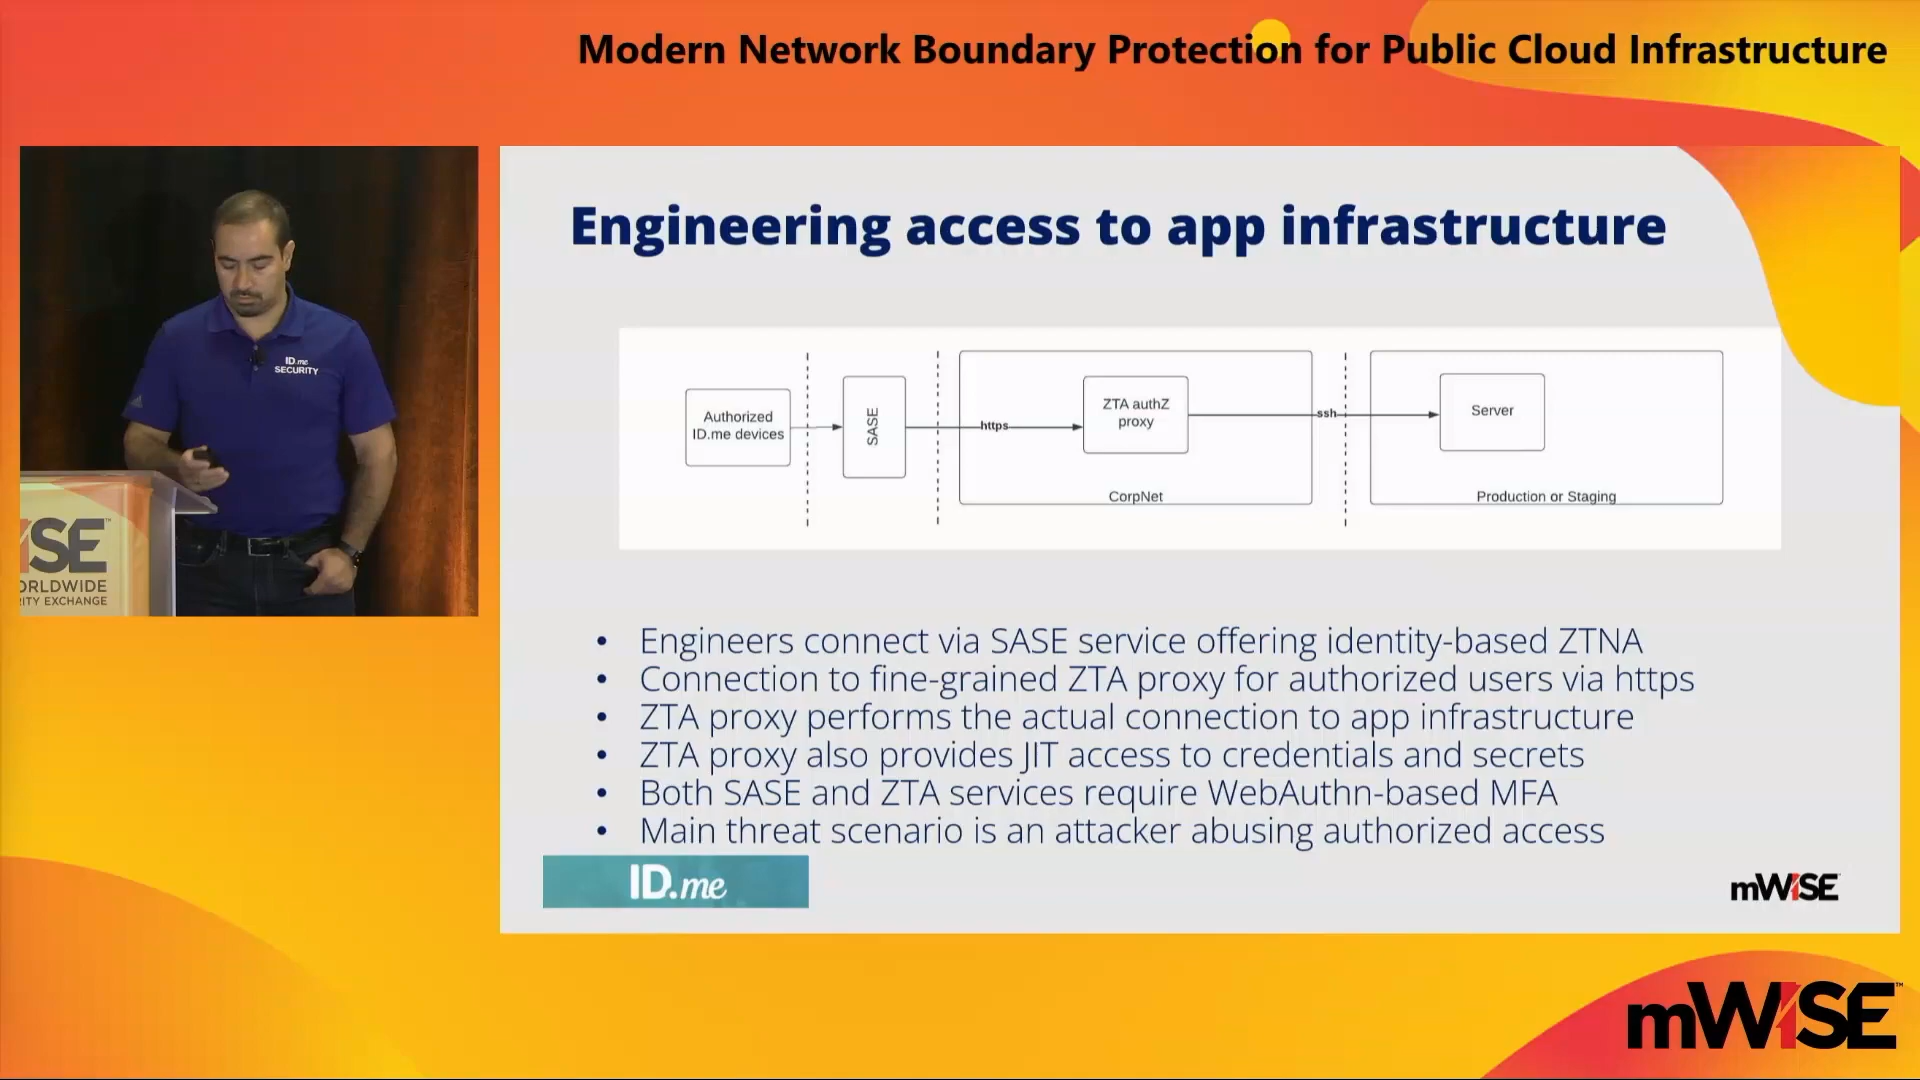 Modern Network Boundary Protection for Public Cloud Infrastructure
ID.me
SECURITY
SE
ORLDWIDE
ITY EXCHANGE
Engineering access to app infrastructure
Authorized
ID.me devices
SASE
https
ZTA authZ
proxy
CorpNet
ssh
Server
Production or Staging
• Engineers connect via SASE service offering identity-based ZTNA
• Connection to fine-grained ZTA proxy for authorized users via https
• ZTA proxy performs the actual connection to app infrastructure
• ZTA proxy also provides JIT access to credentials and secrets
• Both SASE and ZTA services require WebAuthn-based MFA
• Main threat scenario is an attacker abusing authorized access
ID.me
mWISE
mWISE™